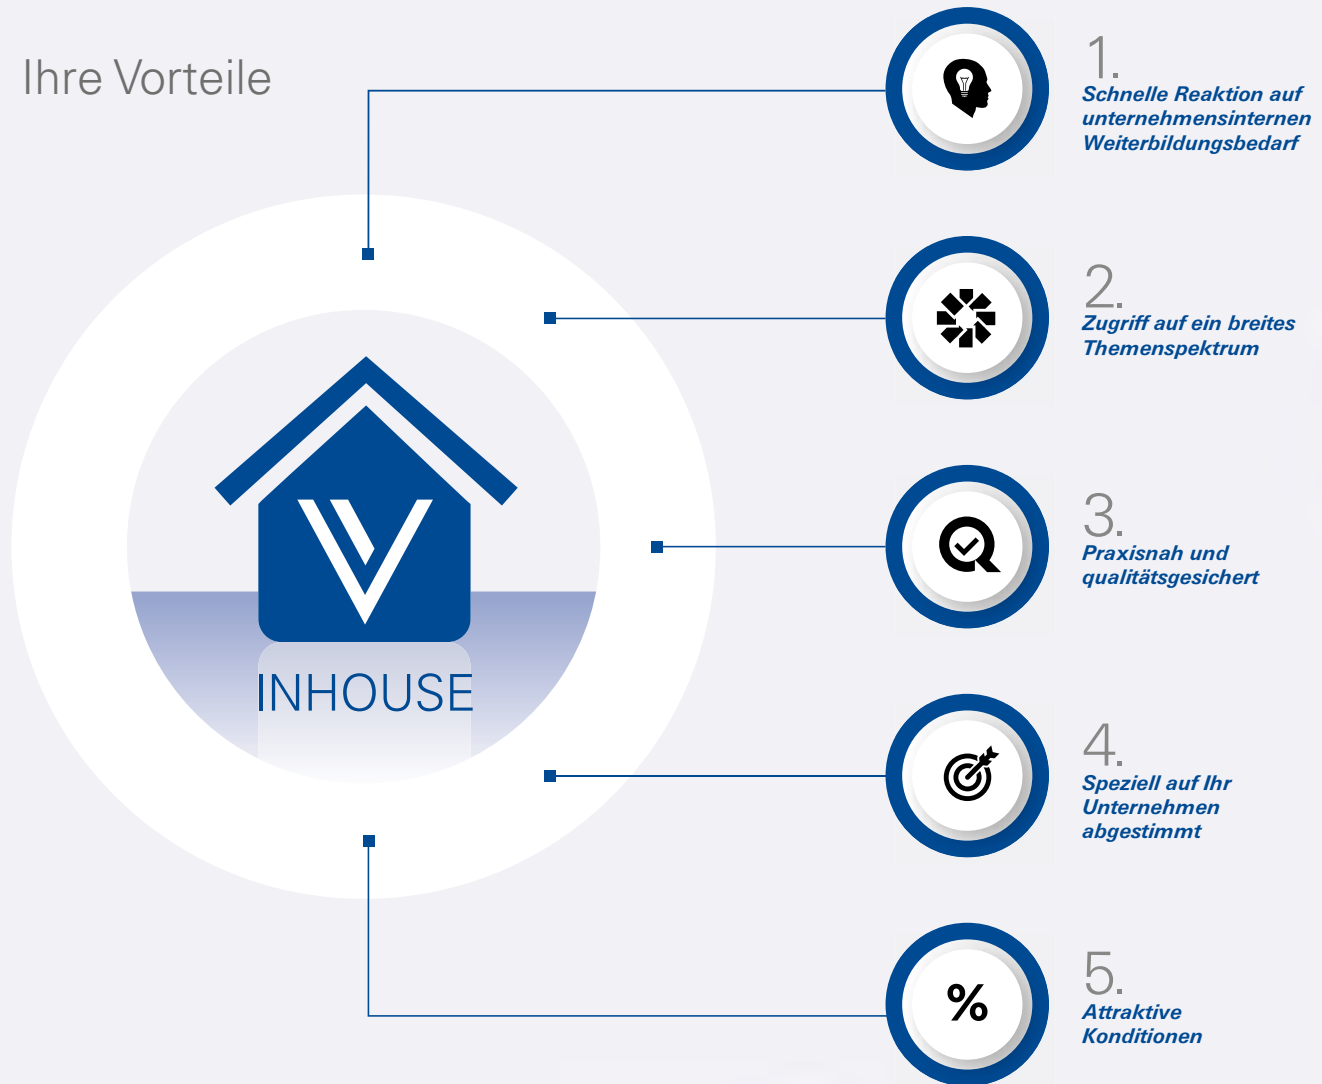 Ihre Vorteile
1.
Schnelle Reaktion auf
unternehmensinternen
Weiterbildungsbedarf
2.
Zugriff auf ein breites
Themenspektrum
3.
Praxisnah und
qualitätsgesichert
INHOUSE
4.
Speziell auf Ihr
Unternehmen
abgestimmt
%
5.
Attraktive
Konditionen